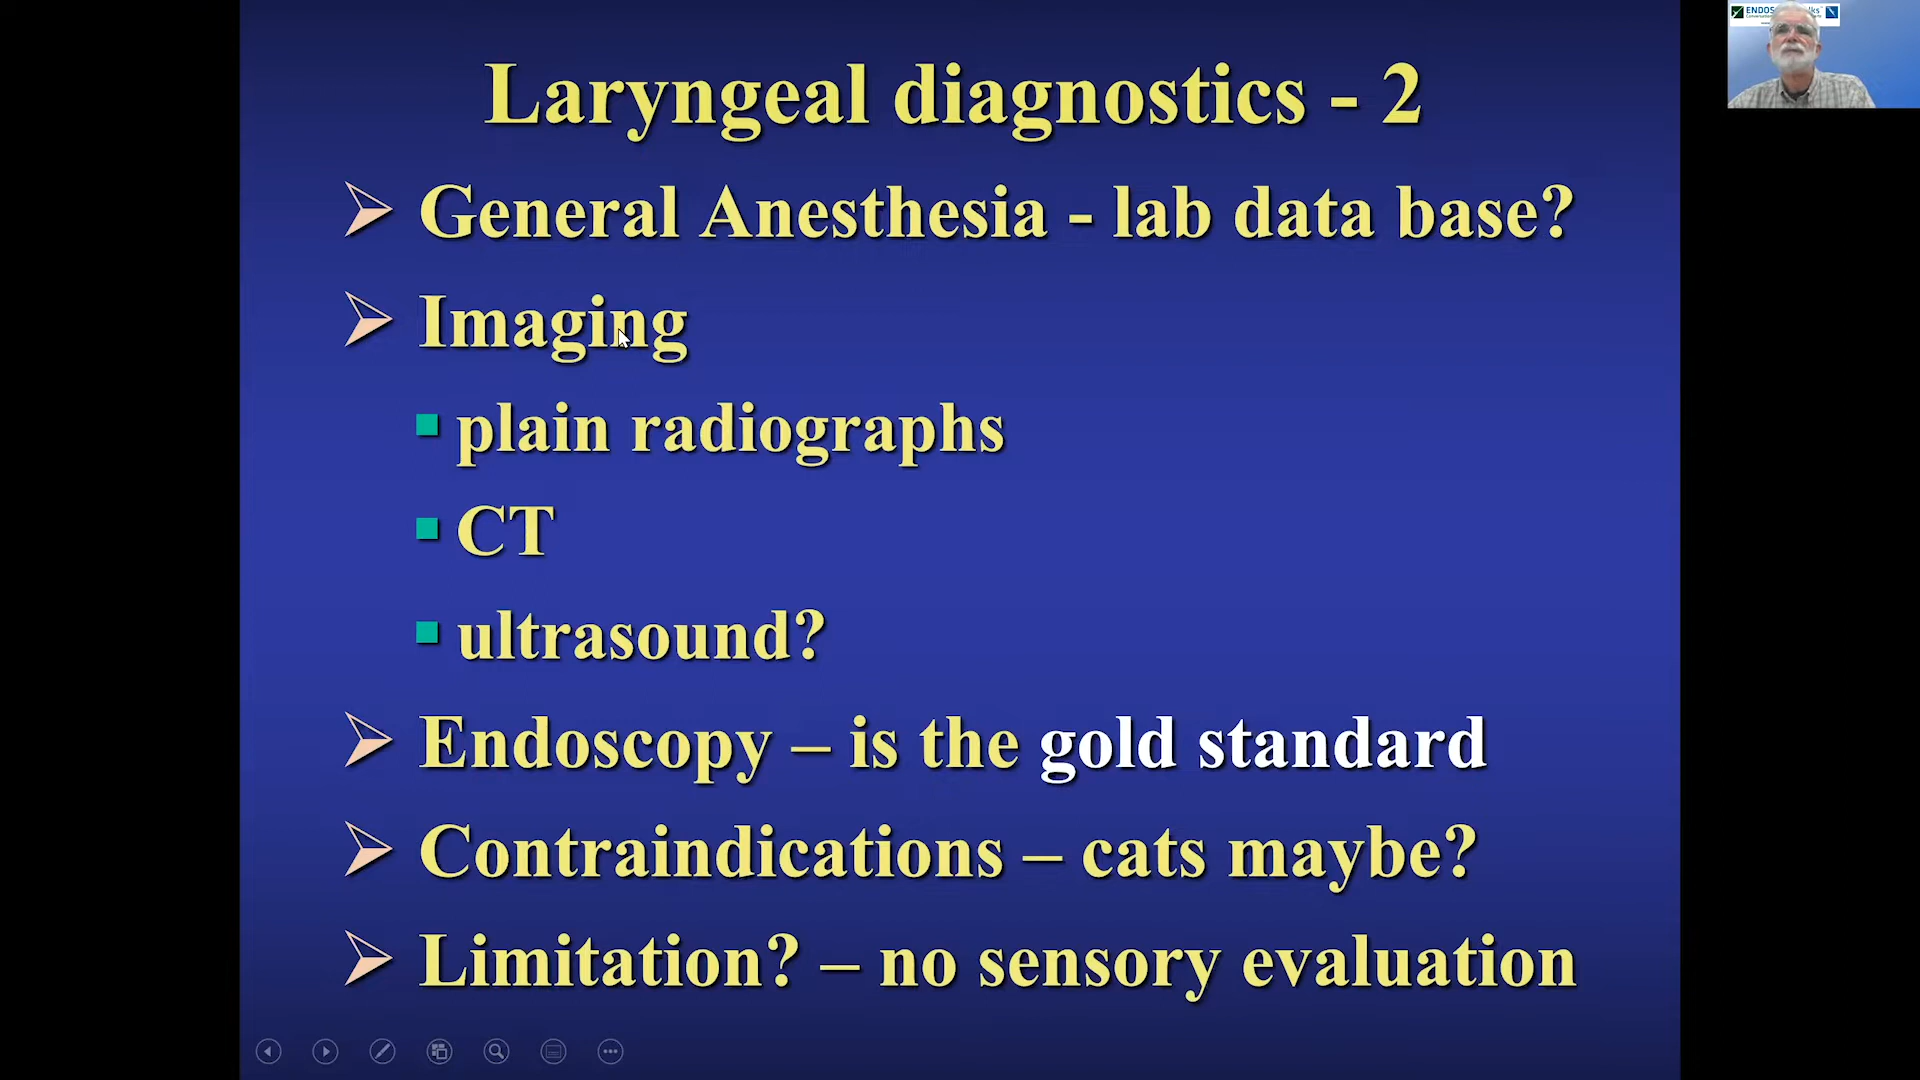 Laryngeal diagnostics - 2
General Anesthesia - lab data base?
Imaging
plain radiographs
CT
ultrasound?
Endoscopy – is the gold standard
Contraindications – cats maybe?
Limitation? – no sensory evaluation